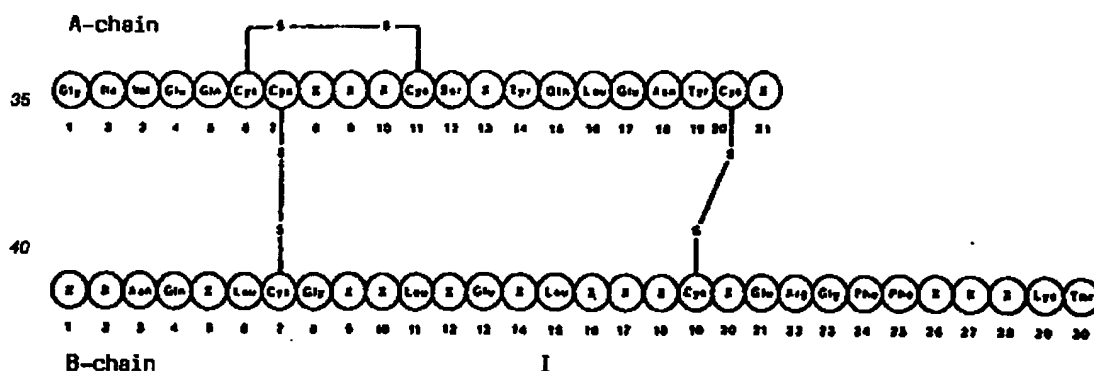 A-chain
S S
35 Gly Ile Val Glu Gln Cys Cys X X X Cys Ser X Tyr Gln Leu Glu Asn Tyr Cys X
1 2 3 4 5 6 7 8 9 10 11 12 13 14 15 16 17 18 19 20 21
S S
S S
40
X X Asn Gln X Leu Cys Gly X X Leu X Glu X Leu X X X Cys X Glu Arg Gly Phe Phe X X X Lys Thr
1 2 3 4 5 6 7 8 9 10 11 12 13 14 15 16 17 18 19 20 21 22 23 24 25 26 27 28 29 30
B-chain I